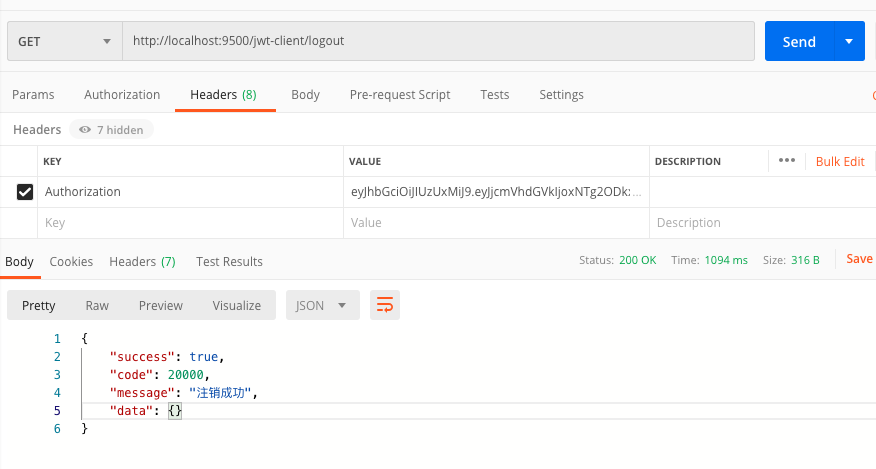 GET http://localhost:9500/jwt-client/logout Send
Params Authorization Headers (8) Body Pre-request Script Tests Settings
Headers 7 hidden
KEY VALUE DESCRIPTION ••• Bulk Edit
Authorization eyJhbGciOiJIUzUxMiJ9.eyJjcmVhdGVkIjoxNTg2ODk: ...
Key Value Description
Body Cookies Headers (7) Test Results Status: 200 OK Time: 1094 ms Size: 316 B Save
Pretty Raw Preview Visualize JSON
1 {
2 "success": true,
3 "code": 20000,
4 "message": "注销成功",
5 "data": {}
6 }